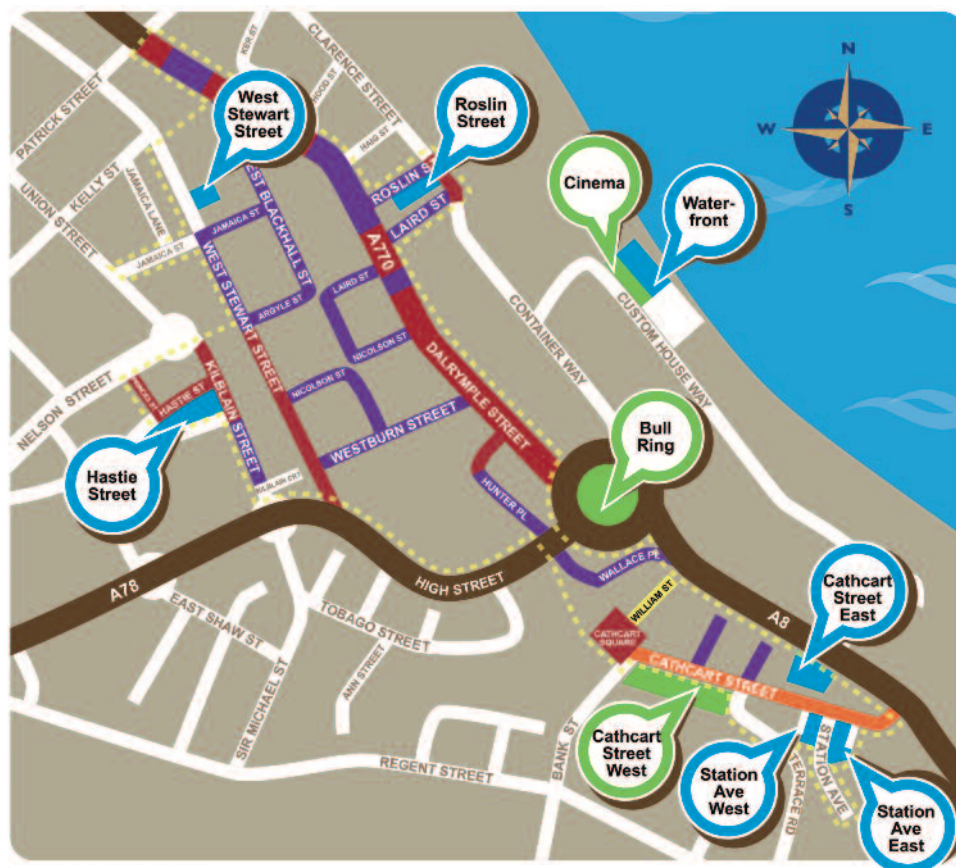 KER ST
CLARENCE STREET
N
W
E
S
PATRICK STREET
West
Stewart
Street
HOOD ST
Roslin
Street
HAIG ST
KELLY ST
JAMAICA LANE
Cinema
Water-
front
UNION STREET
ROSLIN ST
LAIRD ST
JAMAICA ST
JAMAICA ST
A770
WEST STEWART STREET
LAIRD ST
ARGYLE ST
CONTAINER WAY
CUSTOM HOUSE WAY
NICOLSON ST
DALRYMPLE STREET
NICOLSON ST
HASTIE ST
KILBLAIN STREET
NELSON STREET
WESTBURN STREET
Bull
Ring
Hastie
Street
HUNTER PL
A78
HIGH STREET
WALLACE PL
WILLIAM ST
A8
Cathcart
Street
East
EAST SHAW ST
TOBAGO STREET
CATHCART
SQUARE
CATHCART STREET
ANN STREET
SIR MICHAEL ST
Cathcart
Street
West
REGENT STREET
BANK ST
Station
Ave
West
TERRACE RD
STATION AVE
Station
Ave
East